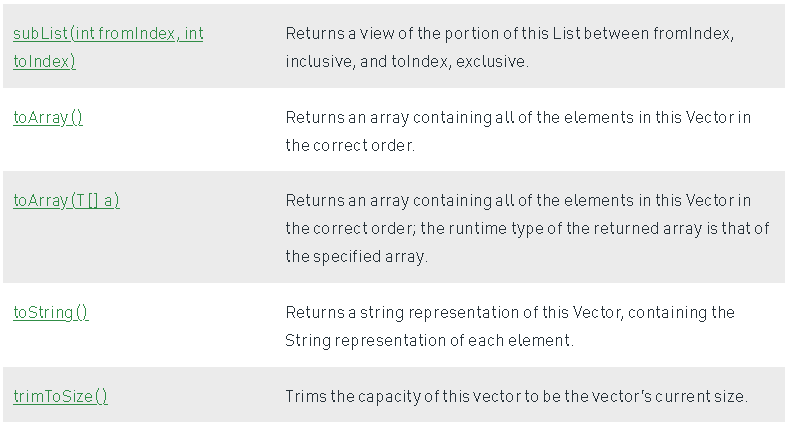 subList(int fromIndex, int
toIndex)
Returns a view of the portion of this List between fromIndex,
inclusive, and toIndex, exclusive.
toArray()
Returns an array containing all of the elements in this Vector in
the correct order.
toArray(T[] a)
Returns an array containing all of the elements in this Vector in
the correct order; the runtime type of the returned array is that of
the specified array.
toString()
Returns a string representation of this Vector, containing the
String representation of each element.
trimToSize()
Trims the capacity of this vector to be the vector's current size.